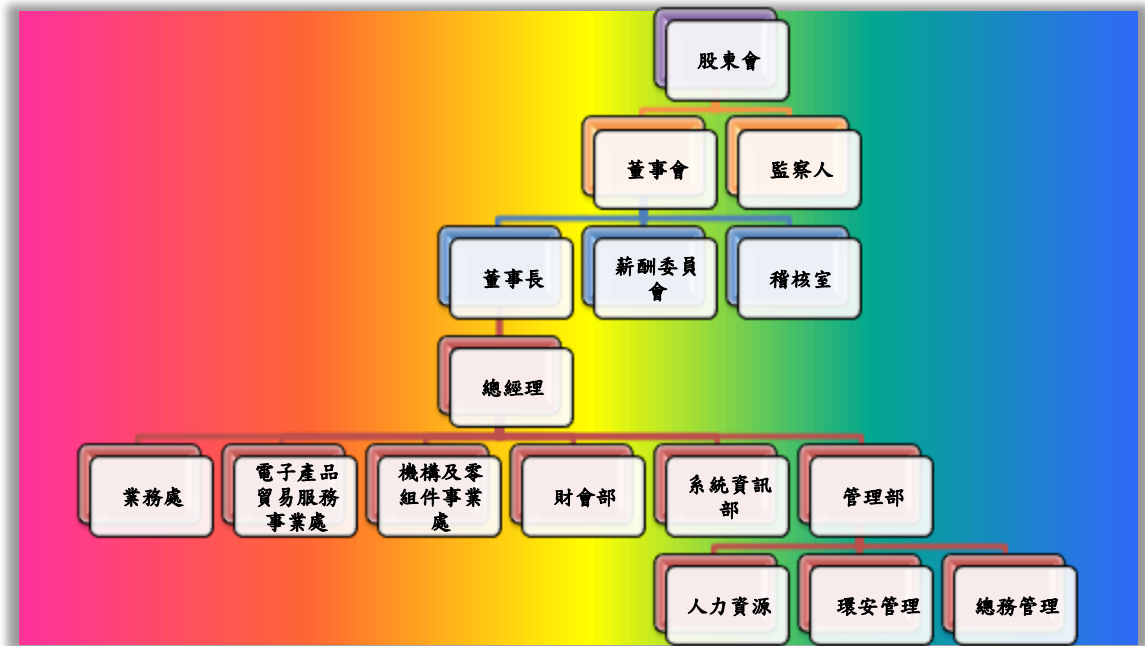 股東會
董事會
監察人
董事長
薪酬委員
會
稽核室
總經理
業務處
電子產品
貿易服務
事業處
機構及零
組件事業
處
財會部
系統資訊
部
管理部
人力資源
環安管理
總務管理